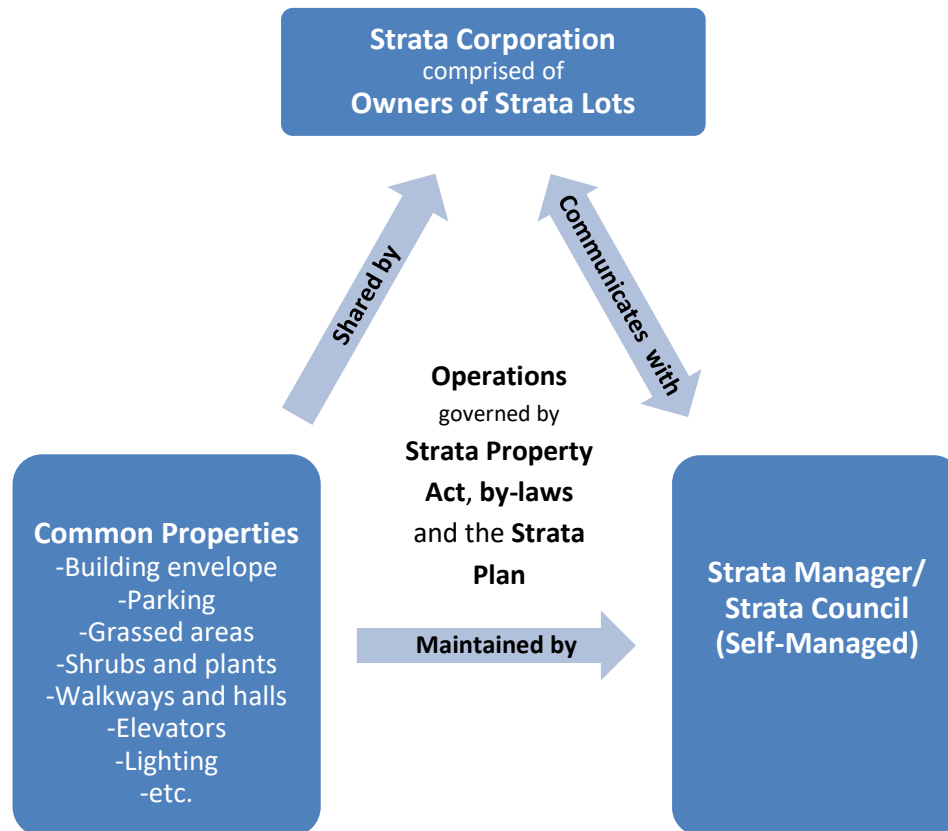 Strata Corporation
comprised of
Owners of Strata Lots
Shared by
Communicates with
Operations
governed by
Strata Property
Act, by-laws
and the Strata
Plan
Common Properties
-Building envelope
-Parking
-Grassed areas
-Shrubs and plants
-Walkways and halls
-Elevators
-Lighting
-etc.
Maintained by
Strata Manager/
Strata Council
(Self-Managed)